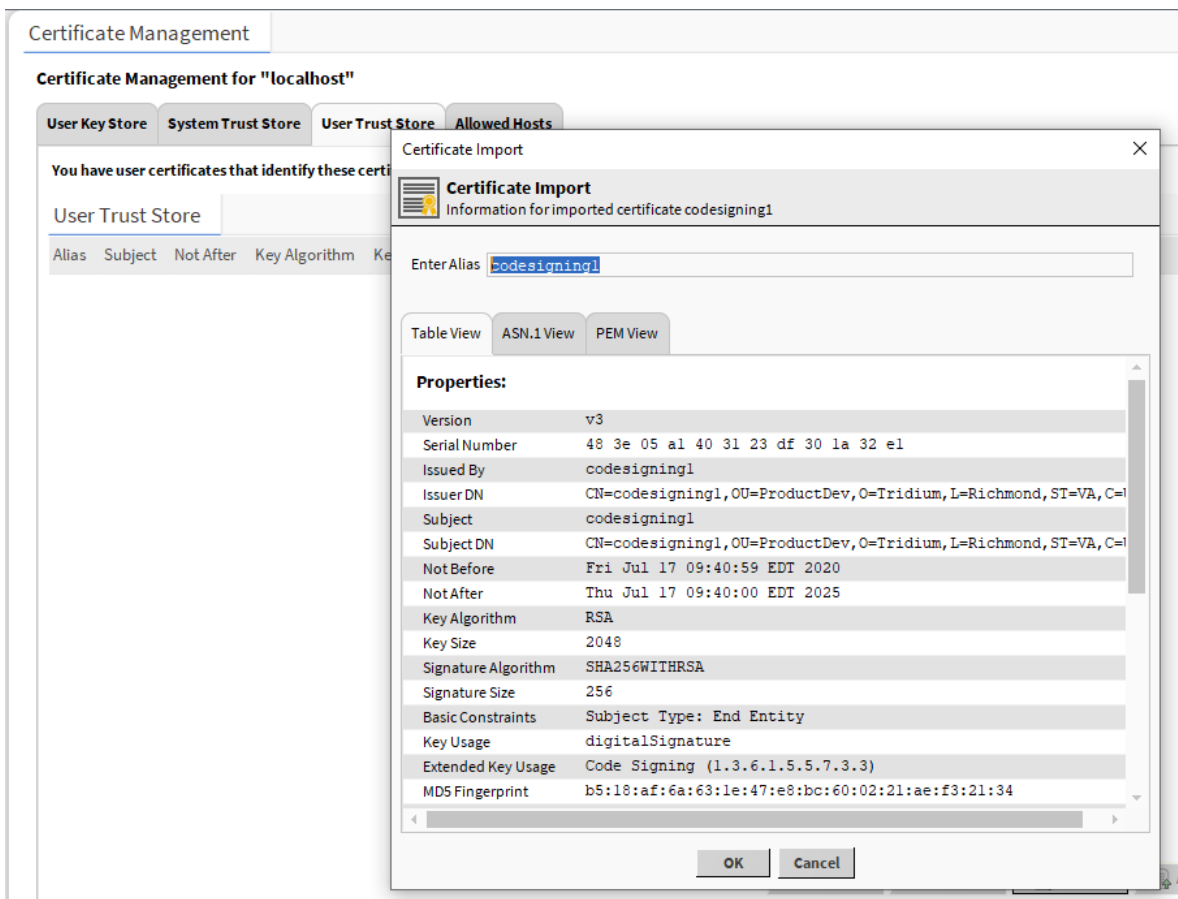 Certificate Management
Certificate Management for "localhost"
User Key Store System Trust Store User Trust Store Allowed Hosts
You have user certificates that identify these
User Trust Store
Alias Subject Not After Key Algorithm
Certificate Import
Certificate Import
Information for imported certificate codesigning1
Enter Alias codesigning1
Table View ASN.1 View PEM View
Properties:
Version v3
Serial Number 48 3e 05 a1 40 31 23 df 30 1a 32 e1
Issued By codesigning1
Issuer DN CN=codesigning1,OU=ProductDev,O=Tridium,L=Richmond,ST=VA,C=
Subject codesigning1
Subject DN CN=codesigning1,OU=ProductDev,O=Tridium,L=Richmond,ST=VA,C=
Not Before Fri Jul 17 09:40:59 EDT 2020
Not After Thu Jul 17 09:40:00 EDT 2025
Key Algorithm RSA
Key Size 2048
Signature Algorithm SHA256WITHRSA
Signature Size 256
Basic Constraints Subject Type: End Entity
Key Usage digitalSignature
Extended Key Usage Code Signing (1.3.6.1.5.5.7.3.3)
MD5 Fingerprint b5:18:af:6a:63:1e:47:e8:bc:60:02:21:ae:f3:21:34
OK Cancel